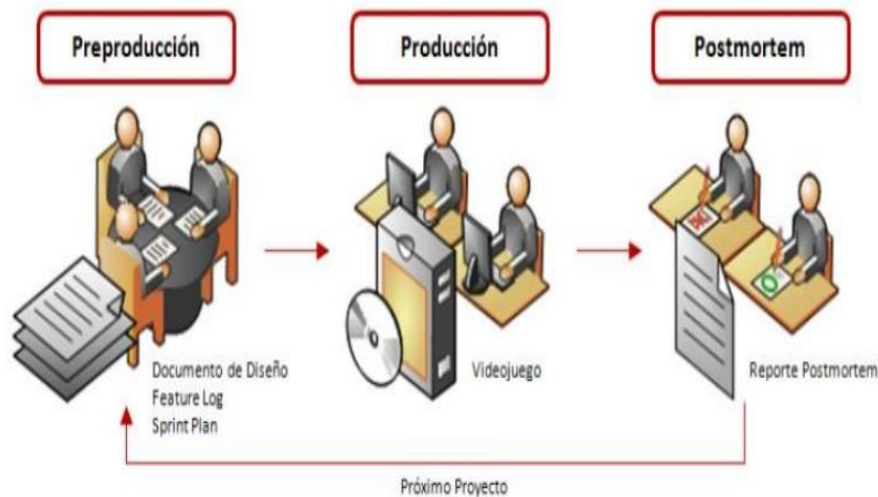 Preproducción
Producción
Postmortem
Documento de Diseño
Feature Log
Sprint Plan
Videojuego
Reporte Postmortem
Próximo Proyecto